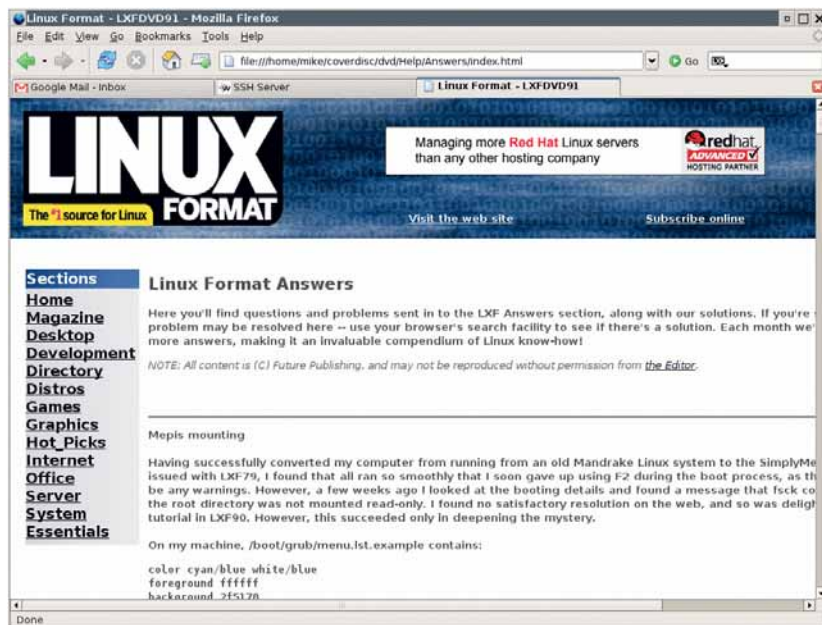 Linux Format - LXFDVD91 - Mozilla Firefox
File Edit View Go Bookmarks Tools Help
file:///home/mike/coverdisc/dvd/Help/Answers/index.html
Go
Google Mail - Inbox
SSH Server
Linux Format - LXFDVD91
LINUX
FORMAT
The #1 source for Linux
Managing more Red Hat Linux servers
than any other hosting company
redhat.
ADVANCED
HOSTING PARTNER
Visit the web site
Subscribe online
Sections
Home
Magazine
Desktop
Development
Directory
Distros
Games
Graphics
Hot_Picks
Internet
Office
Server
System
Essentials
Linux Format Answers
Here you'll find questions and problems sent in to the LXF Answers section, along with our solutions. If you're
problem may be resolved here -- use your browser's search facility to see if there's a solution. Each month we'
more answers, making it an invaluable compendium of Linux know-how!
NOTE: All content is (C) Future Publishing, and may not be reproduced without permission from the Editor.
Mepis mounting
Having successfully converted my computer from running from an old Mandrake Linux system to the SimplyMe
issued with LXF79, I found that all ran so smoothly that I soon gave up using F2 during the boot process, as th
be any warnings. However, a few weeks ago I looked at the booting details and found a message that fsck co
the root directory was not mounted read-only. I found no satisfactory resolution on the web, and so was deligh
tutorial in LXF90. However, this succeeded only in deepening the mystery.
On my machine, /boot/grub/menu.lst.example contains:
color cyan/blue white/blue
foreground ffffff
background 2f5170
Done